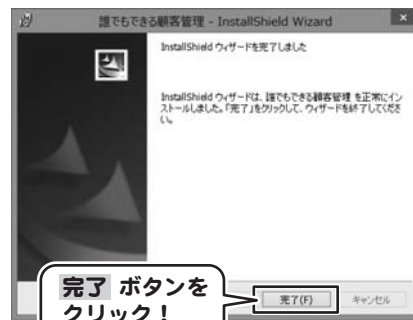 誰でもできる顧客管理 - InstallShield Wizard
InstallShield ウィザードを完了しました
InstallShield ウィザードは、誰でもできる顧客管理 を正常にイン
ストールしました。「完了」をクリックして、ウィザードを終了してくださ
い。
完了 ボタンを
クリック！
完了(F)
キャンセル